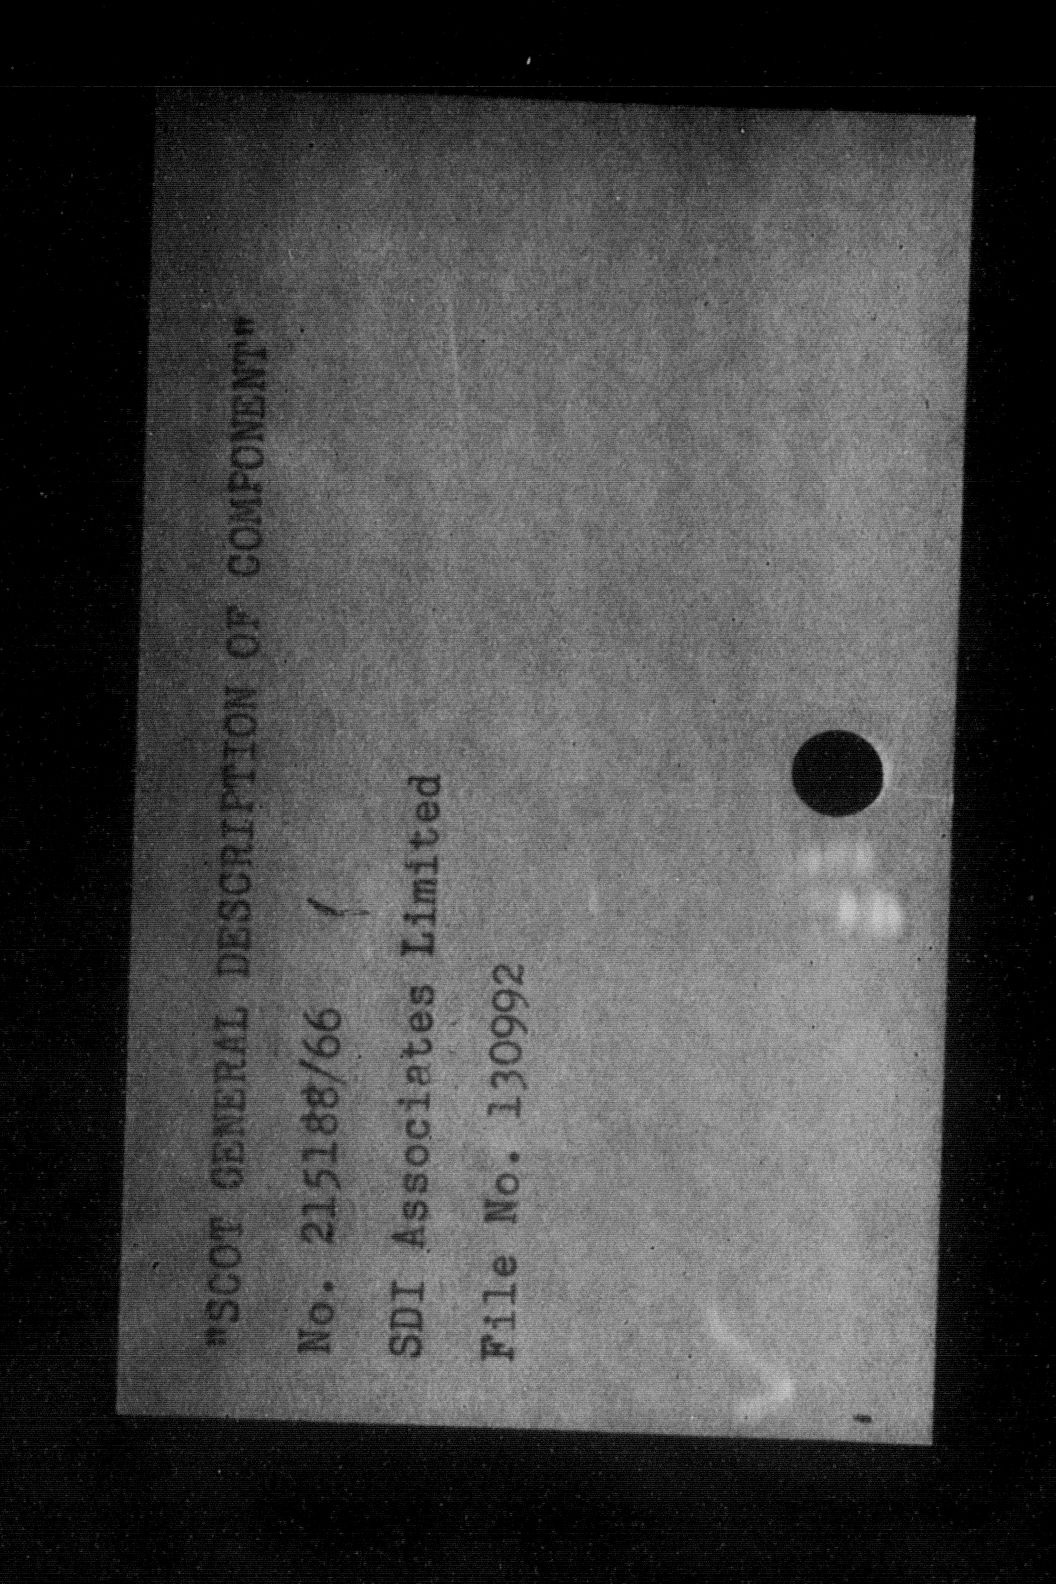 "SCOT GENERAL DESCRIPTION OF COMPONENT"
No. 215188/66
SDI Associates Limited
File No. 130992